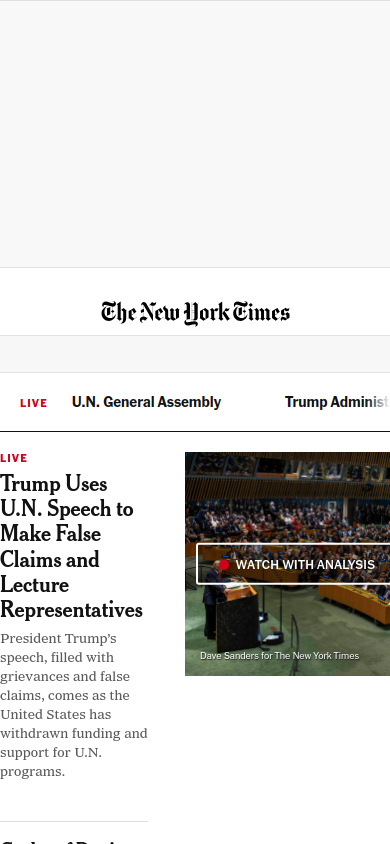 The New York Times
LIVE
U.N. General Assembly
Trump
LIVE
Trump Uses
U.N. Speech to
Make False
Claims and
Lecture
Representatives
President Trump’s
speech, filled with
grievances and false
claims, comes as the
United States has
withdrawn funding and
support for U.N.
programs.
WATCH WITH ANALYSIS
Dave Sanders for The New York Times